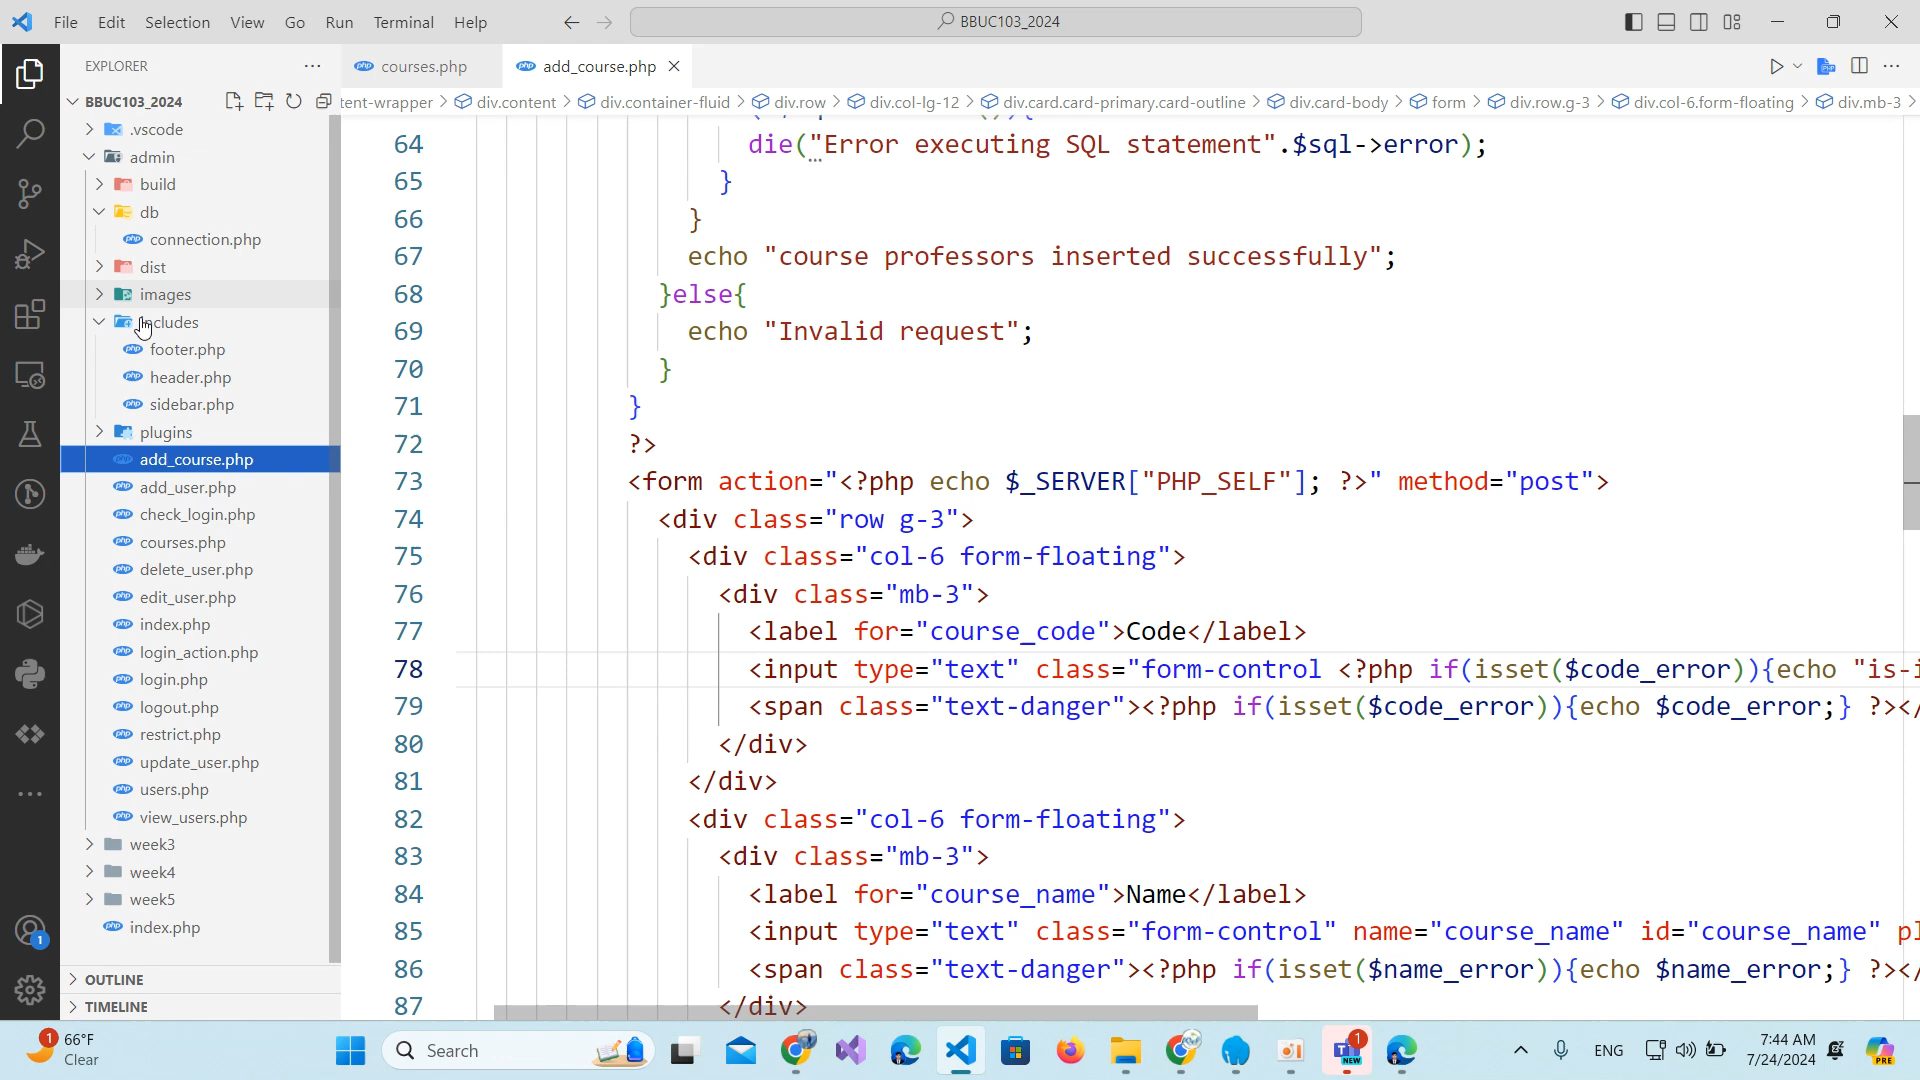 File Edit Selection View Go Run Terminal Help
BBUC103_2024
EXPLORER
BBUC103_2024
.vscode
admin
build
db
connection.php
dist
images
includes
footer.php
header.php
sidebar.php
plugins
add_course.php
add_user.php
check_login.php
courses.php
delete_user.php
edit_user.php
index.php
login_action.php
login.php
logout.php
restrict.php
update_user.php
users.php
view_users.php
week3
week4
week5
index.php
OUTLINE
TIMELINE
1
courses.php
add_course.php
tent-wrapper > div.content > div.container-fluid > div.row > div.col-lg-12 > div.card.card-primary.card-outline > div.card-body > form > div.row.g-3 > div.col-6.form-floating > div.mb-3 >
64 die("Error executing SQL statement".$sql->error);
65 }
66 }
67 echo "course professors inserted successfully";
68 }else{
69 echo "Invalid request";
70 }
71 }
72 ?>
73 <form action="<?php echo $_SERVER["PHP_SELF"]; ?>" method="post">
74 <div class="row g-3">
75 <div class="col-6 form-floating">
76 <div class="mb-3">
77 <label for="course_code">Code</label>
78 <input type="text" class="form-control <?php if(isset($code_error)){echo "is-i
79 <span class="text-danger"><?php if(isset($code_error)){echo $code_error;} ?></
80 </div>
81 </div>
82 <div class="col-6 form-floating">
83 <div class="mb-3">
84 <label for="course_name">Name</label>
85 <input type="text" class="form-control" name="course_name" id="course_name" pl
86 <span class="text-danger"><?php if(isset($name_error)){echo $name_error;} ?></
87 </div>
1
66°F
Clear
Search
1
NEW
ENG
7:44 AM
7/24/2024
PRE